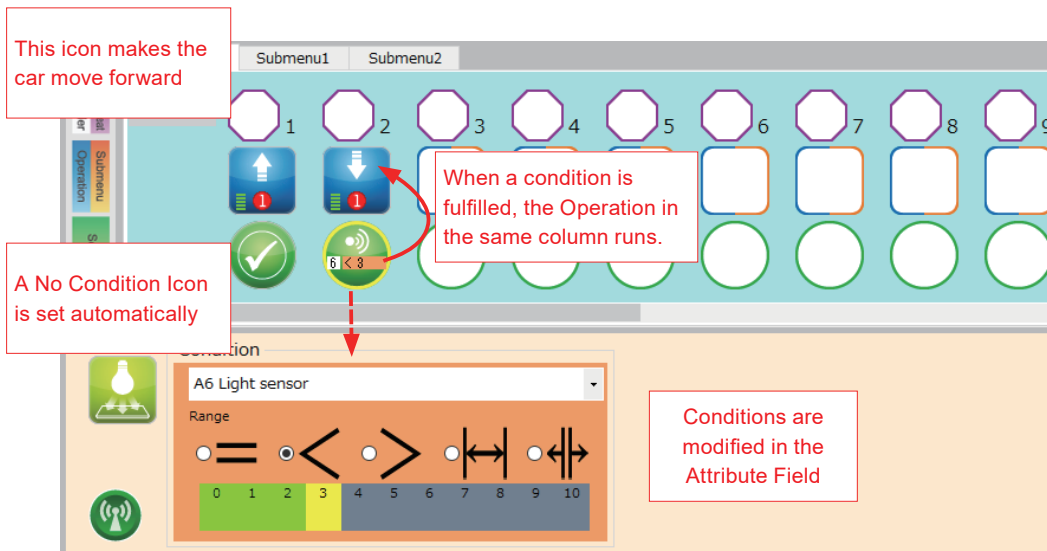 This icon makes the
car move forward
Submenu1
Submenu2
1
2
3
4
5
6
7
8
9
Submenu
Operation
1
1
When a condition is
fulfilled, the Operation in
the same column runs.
6 < 3
A No Condition Icon
is set automatically
Condition
A6 Light sensor
Range
0 1 2 3 4 5 6 7 8 9 10
Conditions are
modified in the
Attribute Field